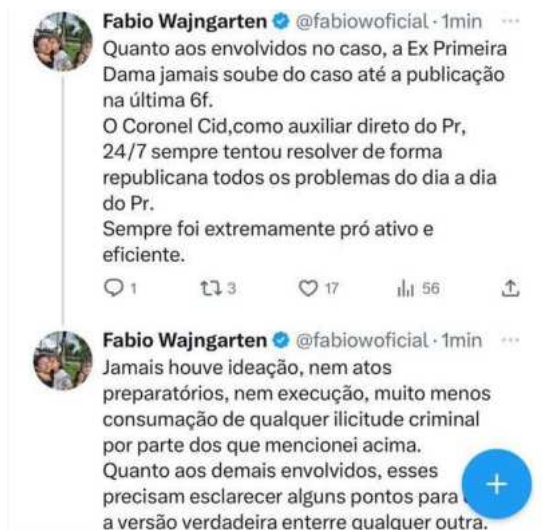 Fabio Wajngarten @fabiowoficial · 1min
Quanto aos envolvidos no caso, a Ex Primeira
Dama jamais soube do caso até a publicação
na última 6f.
O Coronel Cid,como auxiliar direto do Pr,
24/7 sempre tentou resolver de forma
republicana todos os problemas do dia a dia
do Pr.
Sempre foi extremamente pró ativo e
eficiente.
1 3 17 56
Fabio Wajngarten @fabiowoficial · 1min
Jamais houve ideação, nem atos
preparatórios, nem execução, muito menos
consumação de qualquer ilicitude criminal
por parte dos que mencionei acima.
Quanto aos demais envolvidos, esses
precisam esclarecer alguns pontos para
a versão verdadeira enterre qualquer outra.